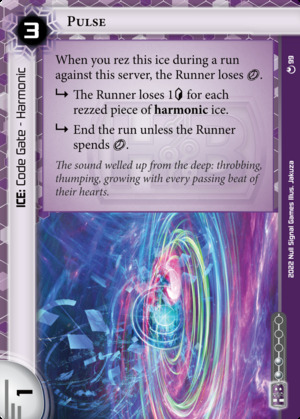 PULSE
3
When you rez this ice during a run
against this server, the Runner loses .
↳ The Runner loses 1 for each
rezzed piece of harmonic ice.
↳ End the run unless the Runner
spends .
The sound welled up from the deep; throbbing,
thumping, growing with every passing beat of
their hearts.
ICE: Code Gate - Harmonic
99
2022 Null Signal Games Illus. Jakuza
1